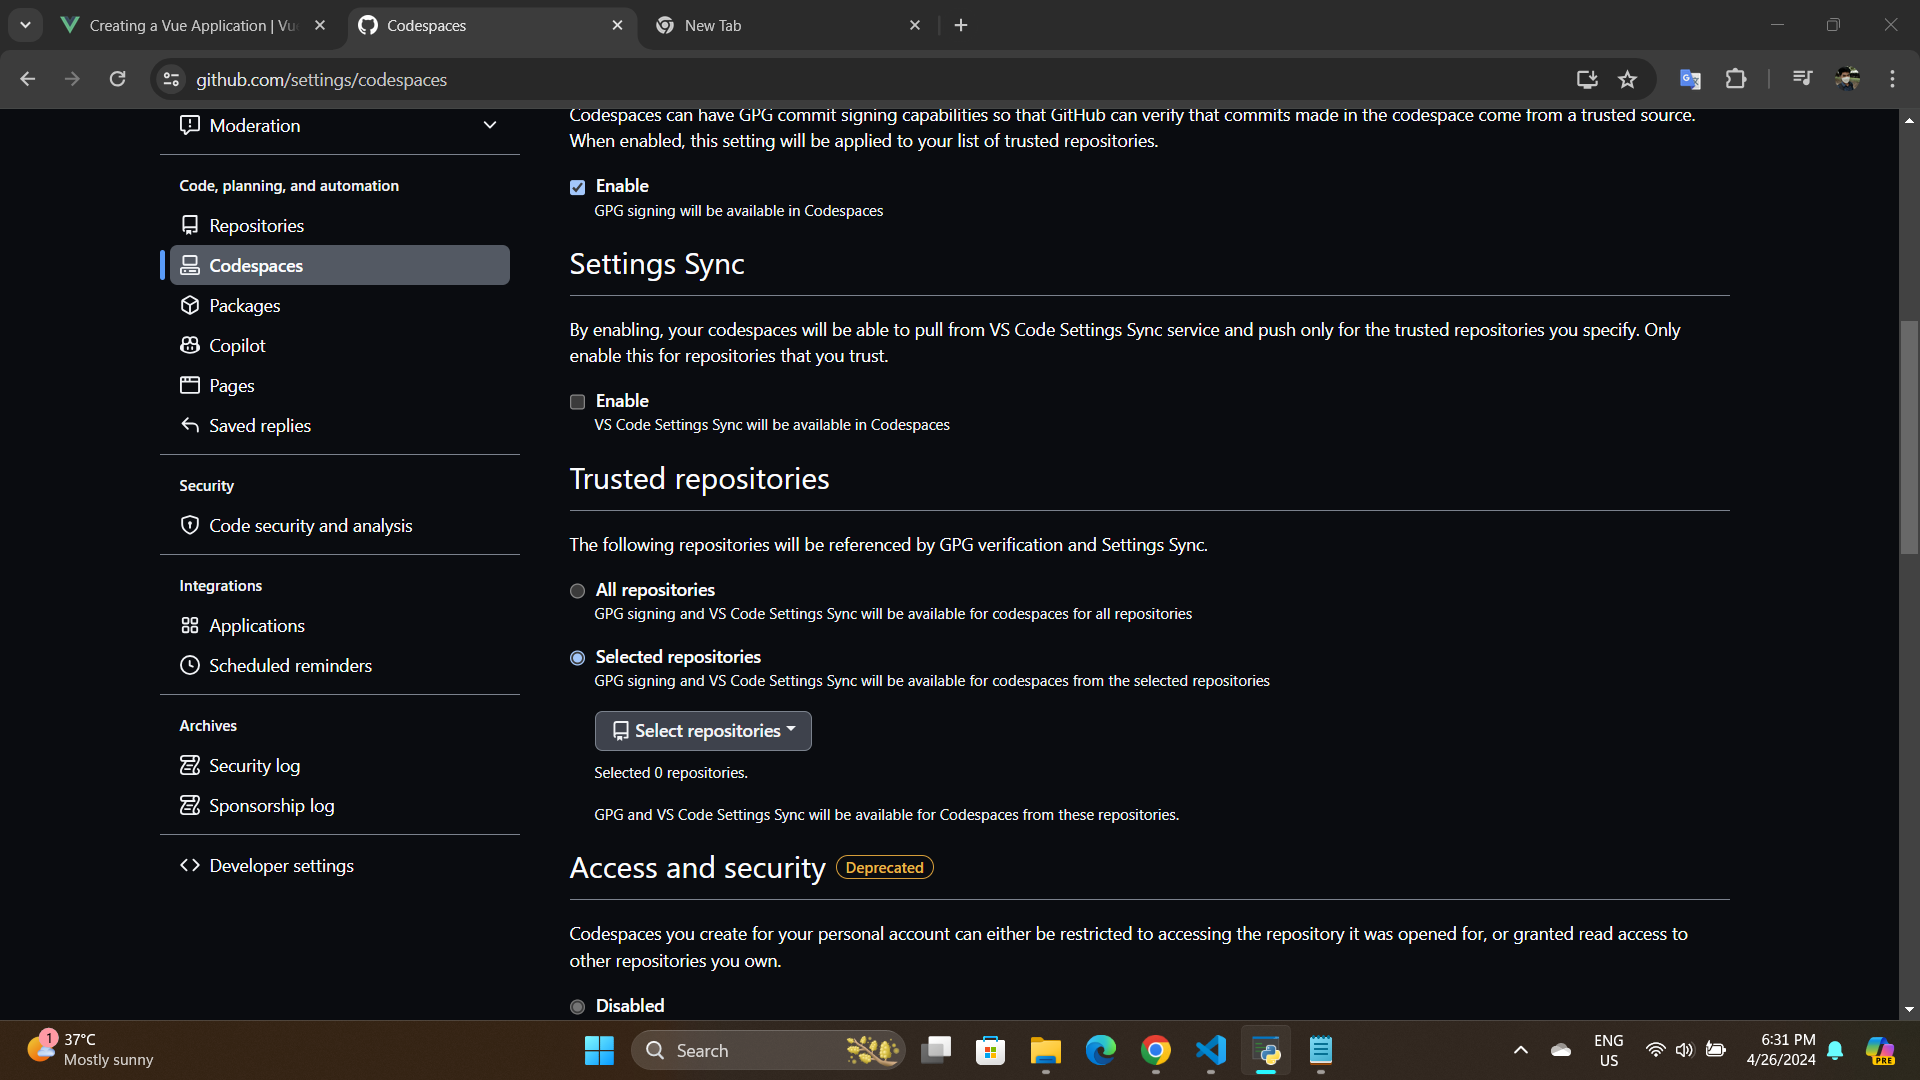 Creating a Vue Application | Vu
Codespaces
New Tab
github.com/settings/codespaces
Moderation
Code, planning, and automation
Repositories
Codespaces
Packages
Copilot
Pages
Saved replies
Security
Code security and analysis
Integrations
Applications
Scheduled reminders
Archives
Security log
Sponsorship log
Developer settings
Codespaces can have GPG commit signing capabilities so that GitHub can verify that commits made in the codespace come from a trusted source.
When enabled, this setting will be applied to your list of trusted repositories.
Enable
GPG signing will be available in Codespaces
Settings Sync
By enabling, your codespaces will be able to pull from VS Code Settings Sync service and push only for the trusted repositories you specify. Only
enable this for repositories that you trust.
Enable
VS Code Settings Sync will be available in Codespaces
Trusted repositories
The following repositories will be referenced by GPG verification and Settings Sync.
All repositories
GPG signing and VS Code Settings Sync will be available for codespaces for all repositories
Selected repositories
GPG signing and VS Code Settings Sync will be available for codespaces from the selected repositories
Select repositories
Selected 0 repositories.
GPG and VS Code Settings Sync will be available for Codespaces from these repositories.
Access and security Deprecated
Codespaces you create for your personal account can either be restricted to accessing the repository it was opened for, or granted read access to
other repositories you own.
Disabled
1
37°C
Mostly sunny
Search
ENG
US
6:31 PM
4/26/2024
PRE